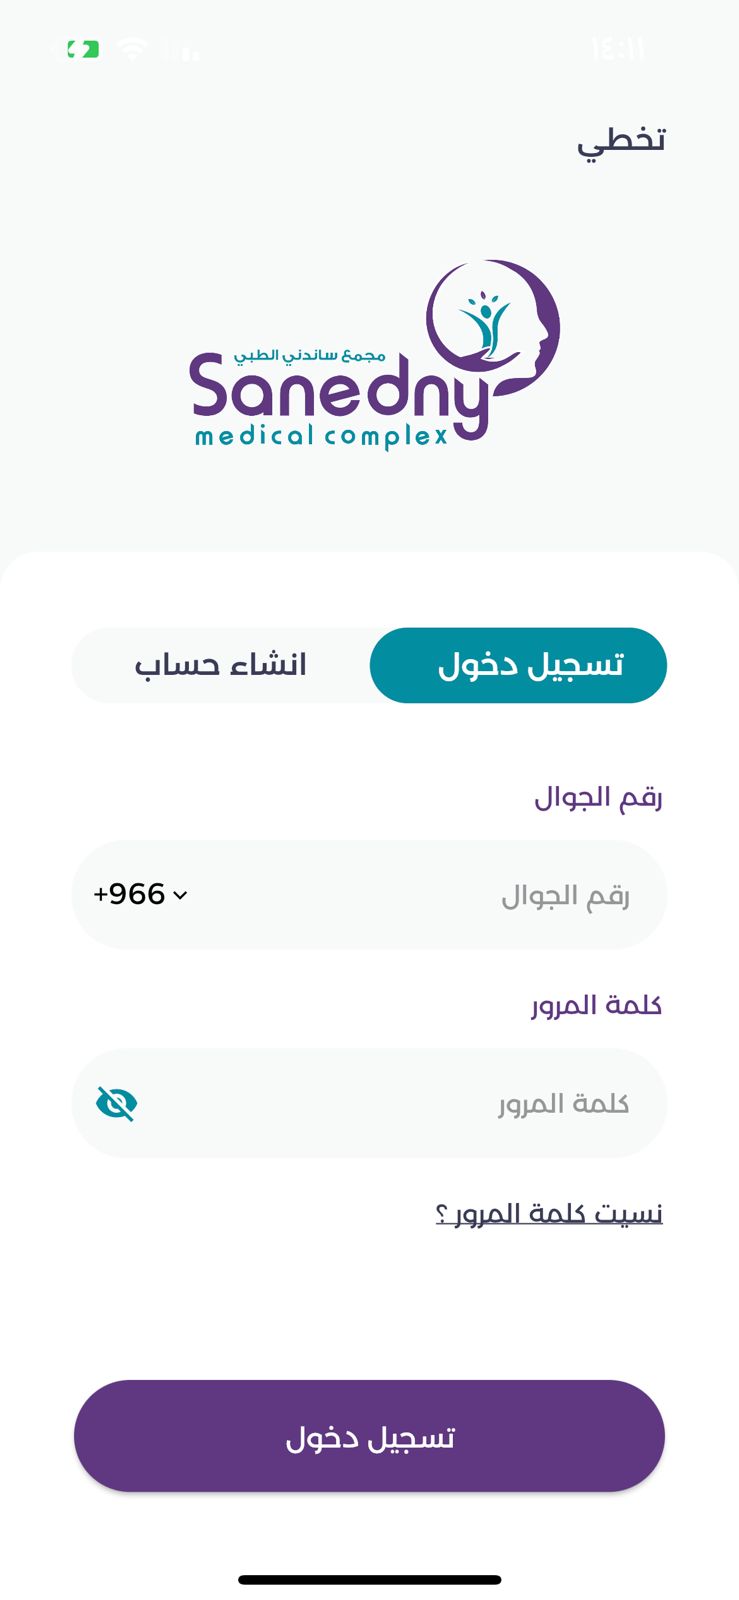 ١٤:١١
تخطي
مجمع ساندني الطبي
Sanedny
medical complex
تسجيل دخول
انشاء حساب
رقم الجوال
رقم الجوال
+966
كلمة المرور
كلمة المرور
نسيت كلمة المرور ؟
تسجيل دخول